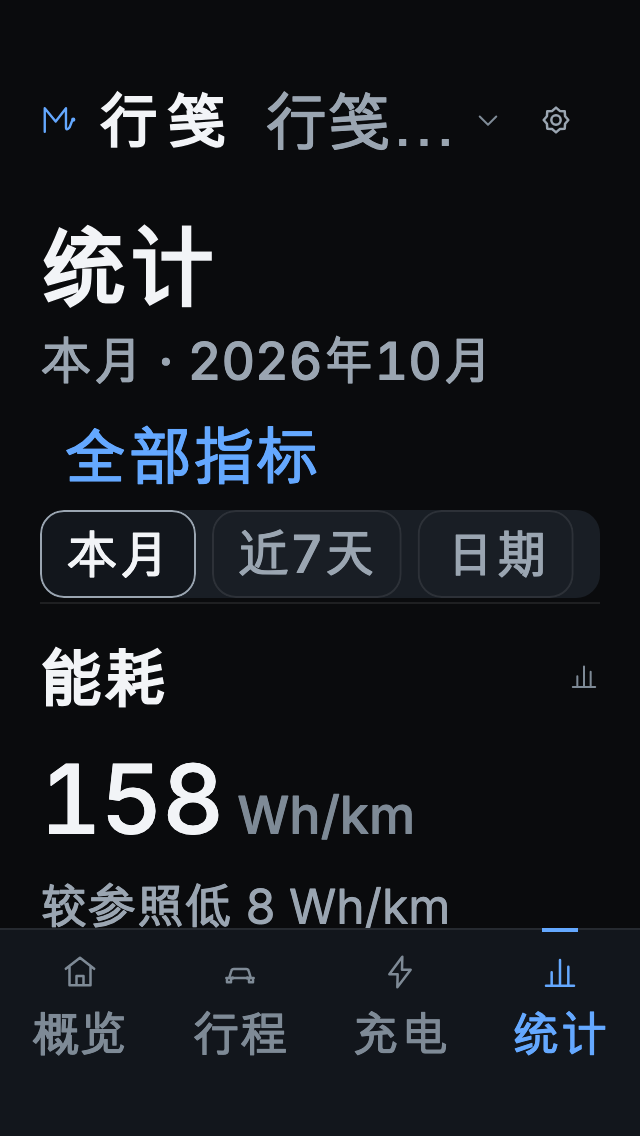 行笺 行笺...
统计
本月 · 2026年10月
全部指标
本月 近7天 日期
能耗
158 Wh/km
较参照低 8 Wh/km
概览 行程 充电 统计